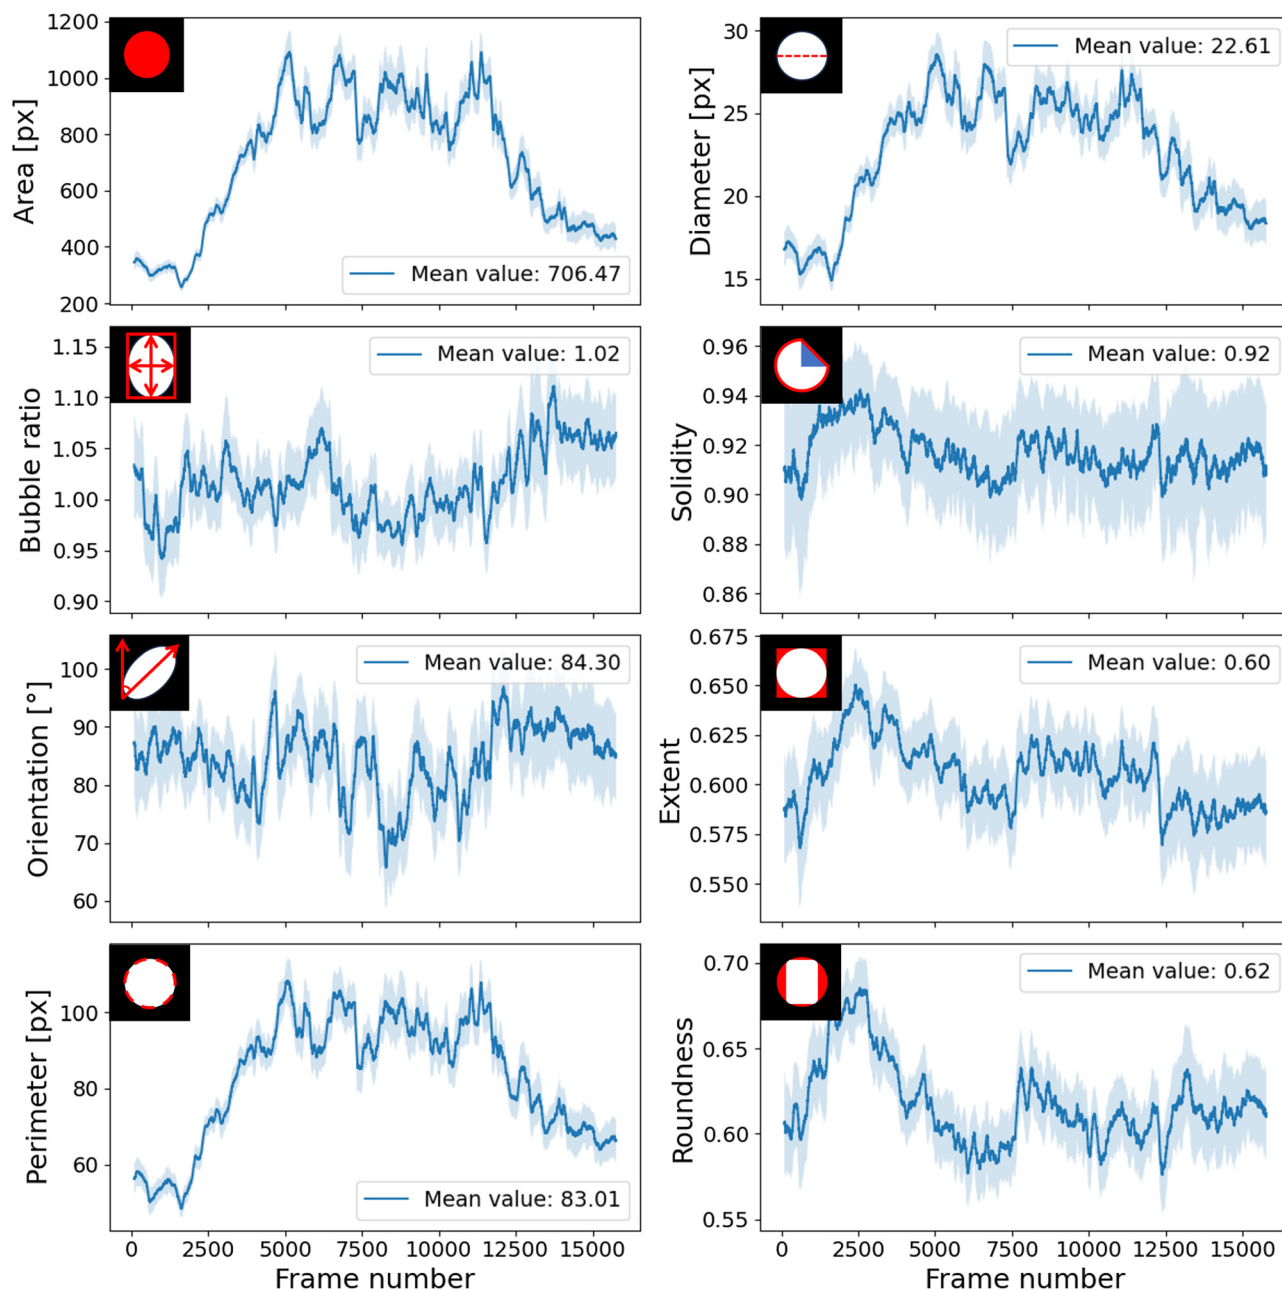 1200
1000
800
600
400
200
Area [px]
Mean value: 706.47
30
25
20
15
Diameter [px]
Mean value: 22.61
1.15
1.10
1.05
1.00
0.95
0.90
Bubble ratio
Mean value: 1.02
0.96
0.94
0.92
0.90
0.88
0.86
Solidity
Mean value: 0.92
100
90
80
70
60
Orientation [°]
Mean value: 84.30
0.675
0.650
0.625
0.600
0.575
0.550
Extent
Mean value: 0.60
100
80
60
Perimeter [px]
Mean value: 83.01
0 2500 5000 7500 10000 12500 15000
Frame number
0.70
0.65
0.60
0.55
Roundness
Mean value: 0.62
0 2500 5000 7500 10000 12500 15000
Frame number